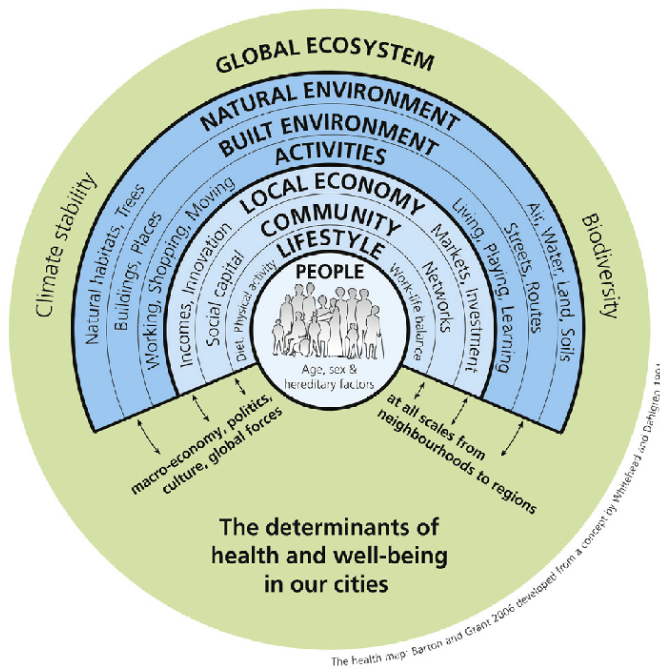 GLOBAL ECOSYSTEM
NATURAL ENVIRONMENT
BUILT ENVIRONMENT
ACTIVITIES
LOCAL ECONOMY
COMMUNITY
LIFESTYLE
PEOPLE
Age, sex &
hereditary factors
Climate stability
Natural habitats, Trees
Buildings, Places
Working, Shopping, Moving
Incomes, Innovation
Social capital
Diet, Physical activity
Work-life balance
Networks
Markets, Investment
Living, Playing, Learning
Streets, Routes
Air, Water, Land, Soils
Biodiversity
macro-economy, politics,
culture, global forces
at all scales from
neighbourhoods to regions
The determinants of
health and well-being
in our cities
The health map: Barton and Grant 2006 developed from a concept by Whitehead and Dahlgren 1991